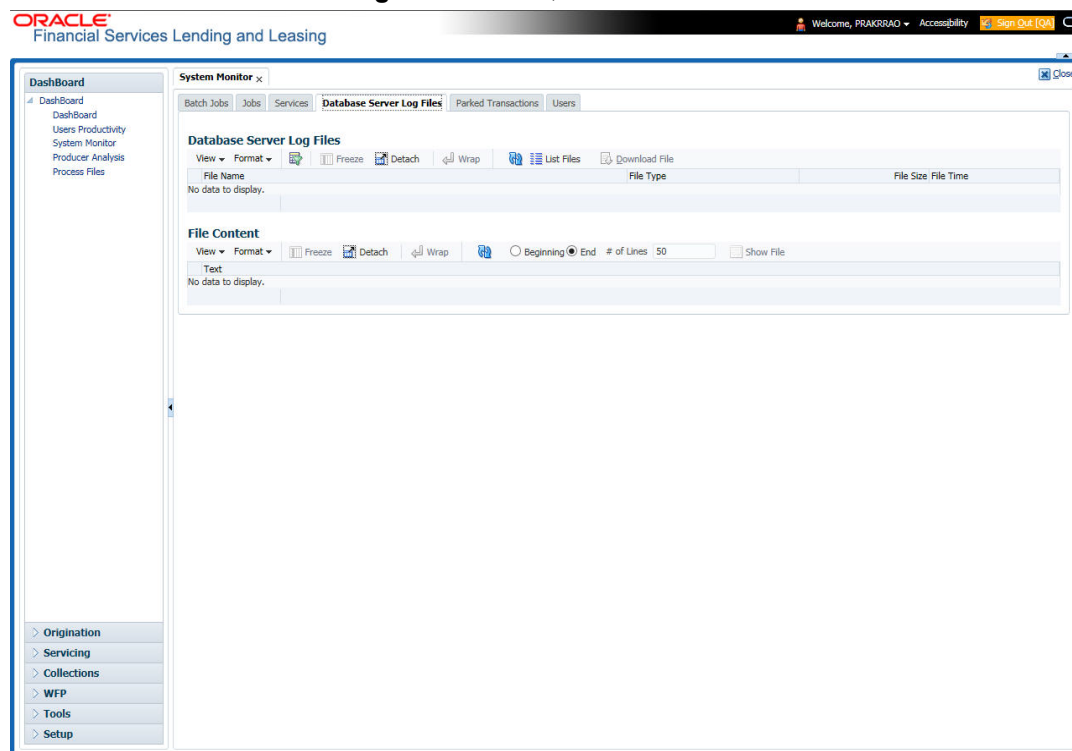 ORACLE
Financial Services Lending and Leasing
Welcome, PRAKRRAO Accessibility Sign Out [QA]
DashBoard
DashBoard
DashBoard
Users Productivity
System Monitor
Producer Analysis
Process Files
Origination
Servicing
Collections
WFP
Tools
Setup
System Monitor x
Close
Batch Jobs Jobs Services Database Server Log Files Parked Transactions Users
Database Server Log Files
View Format Freeze Detach Wrap List Files Download File
File Name File Type File Size File Time
No data to display.
File Content
View Format Freeze Detach Wrap Beginning End # of Lines 50 Show File
Text
No data to display.